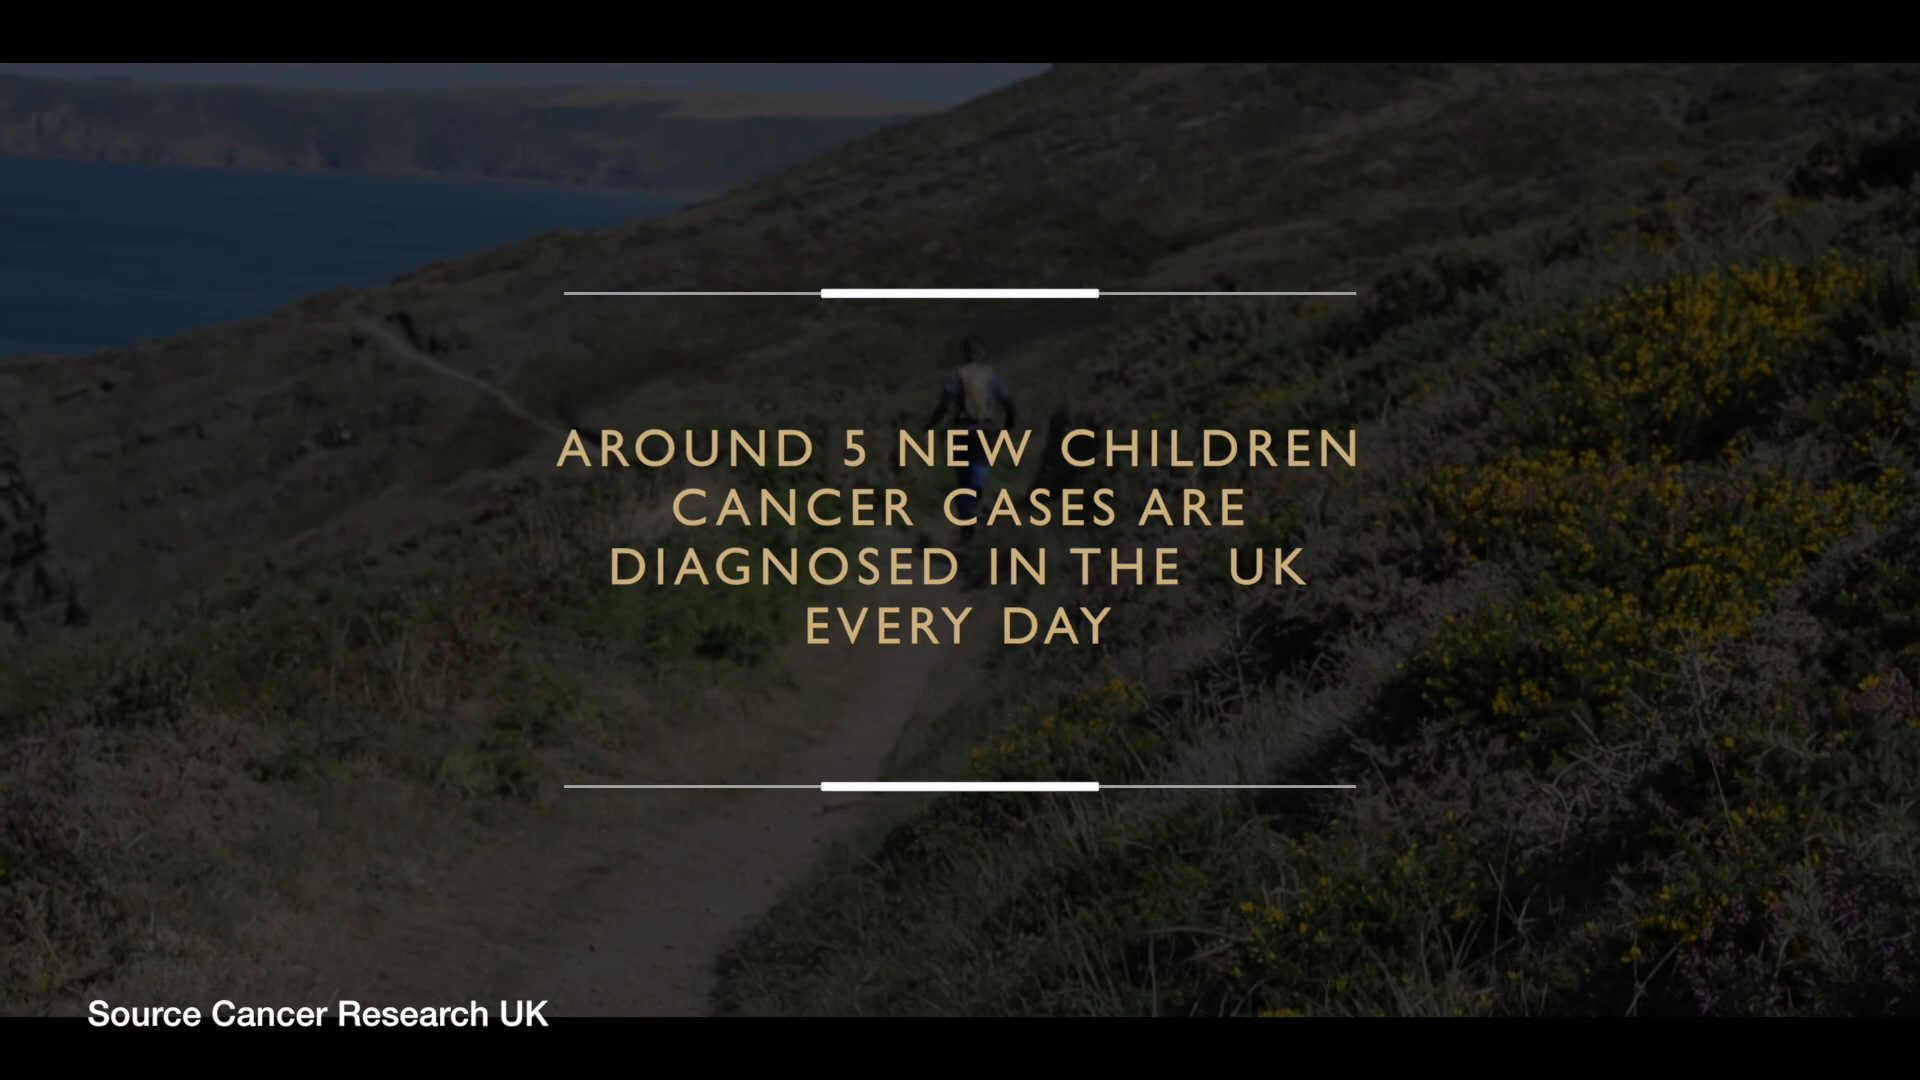 AROUND 5 NEW CHILDREN
CANCER CASES ARE
DIAGNOSED IN THE  UK
EVERY DAY
Source Cancer Research UK